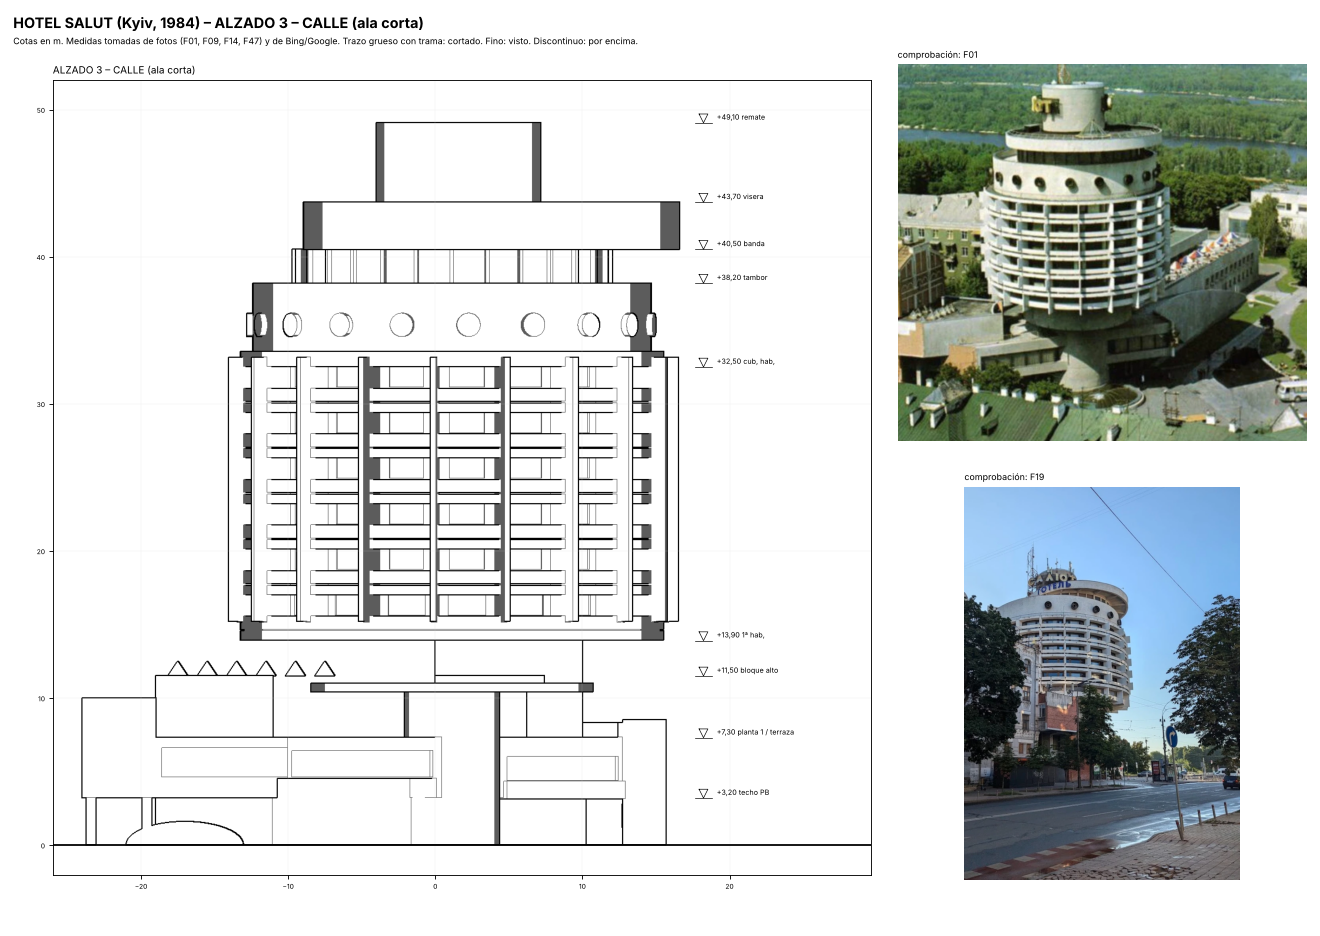 HOTEL SALUT (Kyiv, 1984) – ALZADO 3 – CALLE (ala corta)
Cotas en m. Medidas tomadas de fotos (F01, F09, F14, F47) y de Bing/Google. Trazo grueso con trama: cortado. Fino: visto. Discontinuo: por encima.
ALZADO 3 – CALLE (ala corta)
50
40
30
20
10
0
−20
−10
0
10
20
+49,10 remate
+43,70 visera
+40,50 banda
+38,20 tambor
+32,50 cub, hab,
+13,90 1ª hab,
+11,50 bloque alto
+7,30 planta 1 / terraza
+3,20 techo PB
comprobación: F01
comprobación: F19
ГОТЕЛЬ